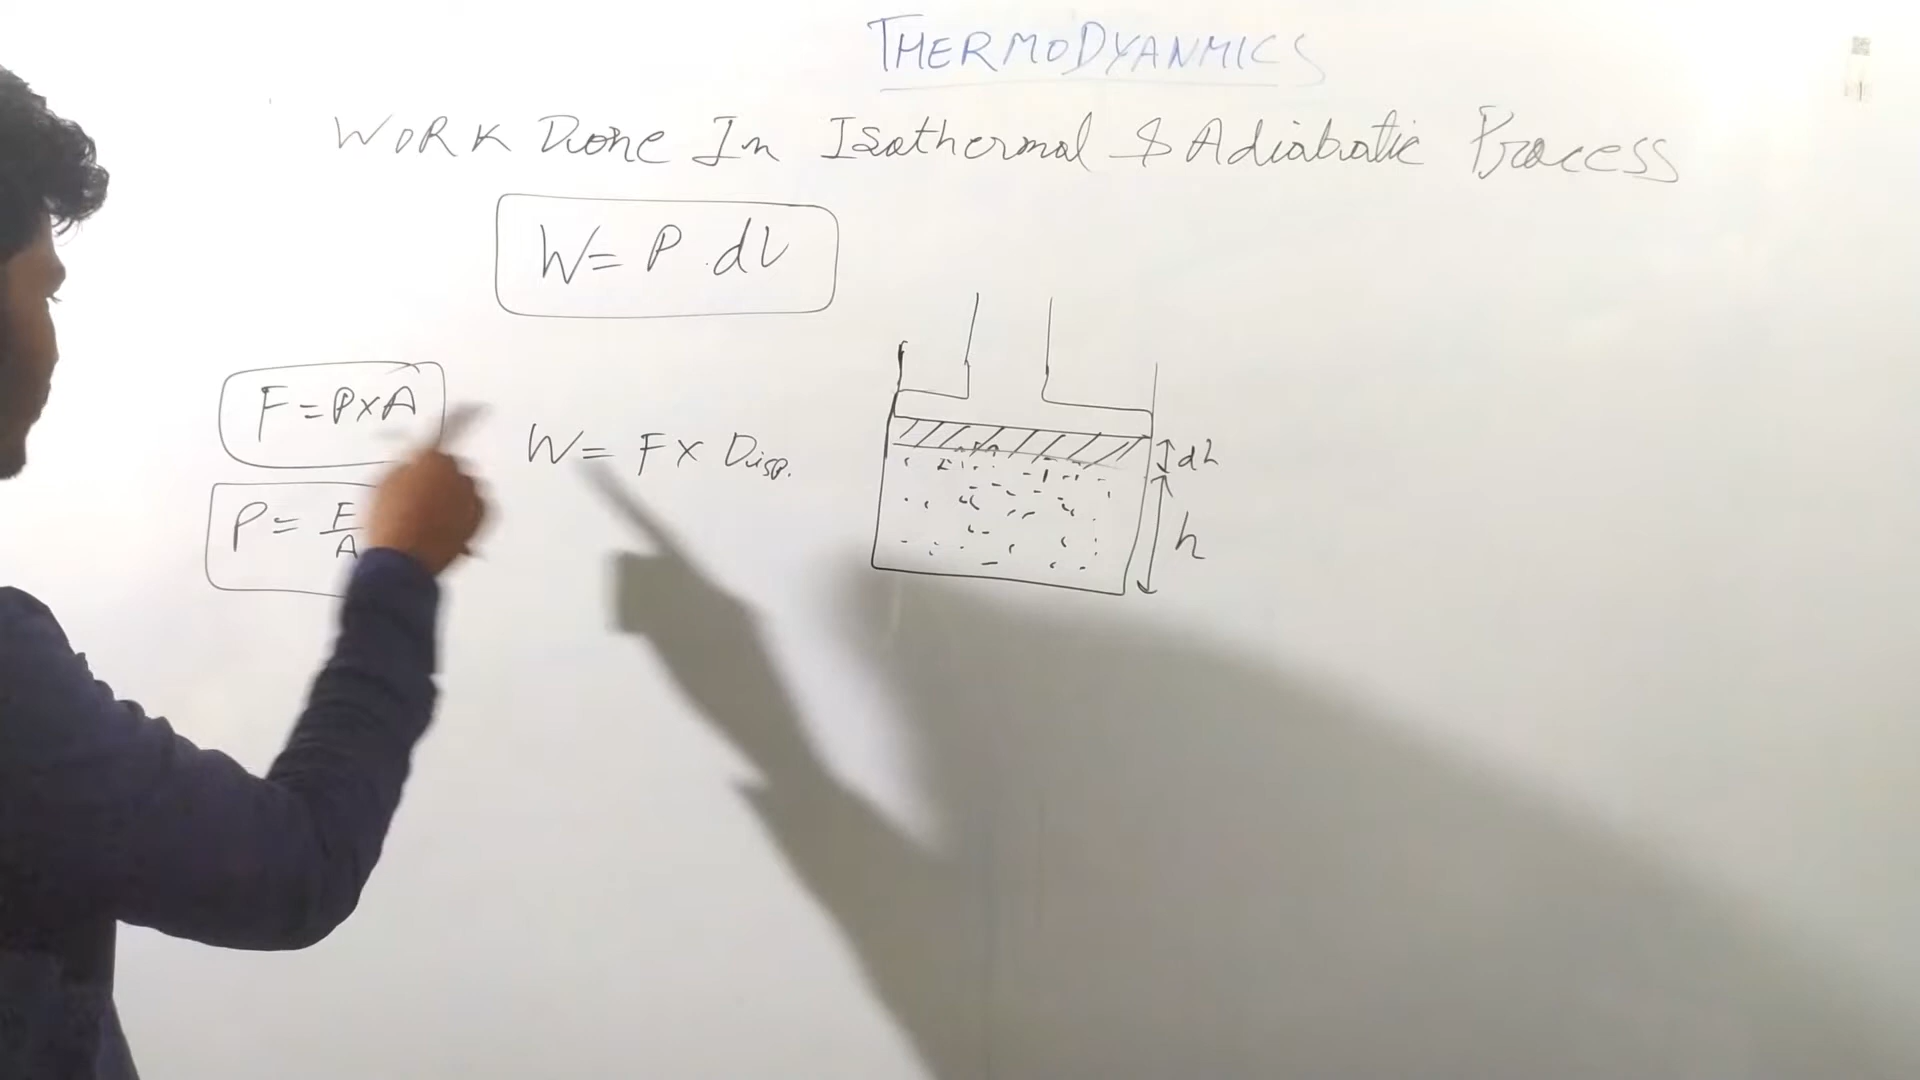 THERMODYANMICS
WORK Done In Isothermal & Adiabatic Process
W= P.dV
F=P×A
W= F× Disp.
P= F/A
dh
h